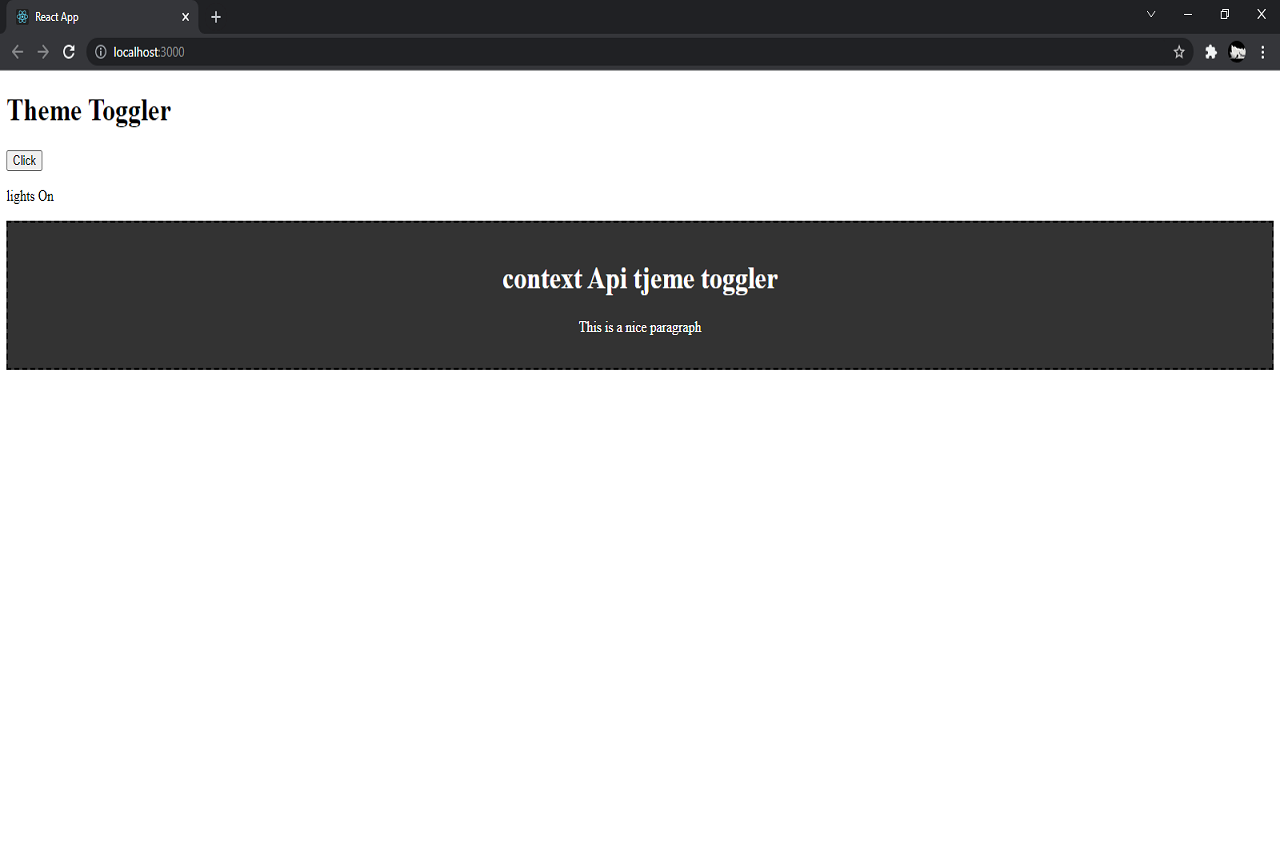 React App
localhost:3000
Theme Toggler
Click
lights On
context Api tjeme toggler
This is a nice paragraph